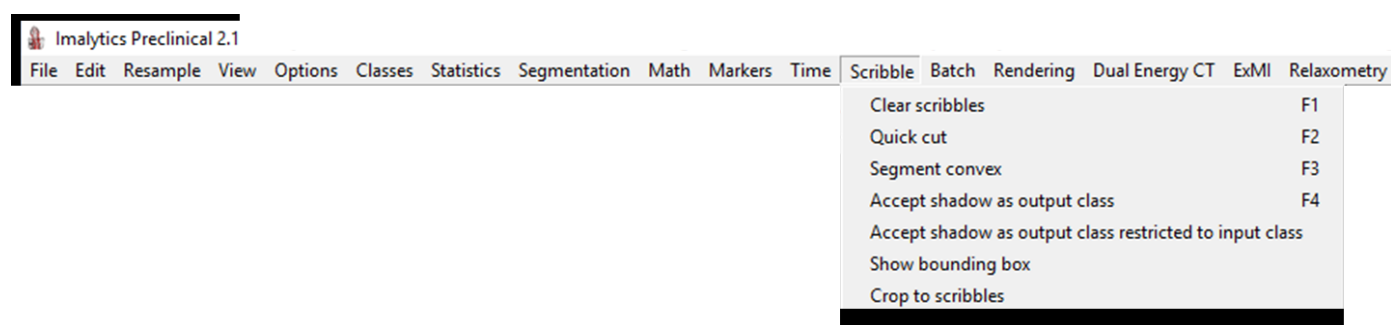 Imalytics Preclinical 2.1
File Edit Resample View Options Classes Statistics Segmentation Math Markers Time Scribble Batch Rendering Dual Energy CT ExMI Relaxometry
Clear scribbles F1
Quick cut F2
Segment convex F3
Accept shadow as output class F4
Accept shadow as output class restricted to input class
Show bounding box
Crop to scribbles